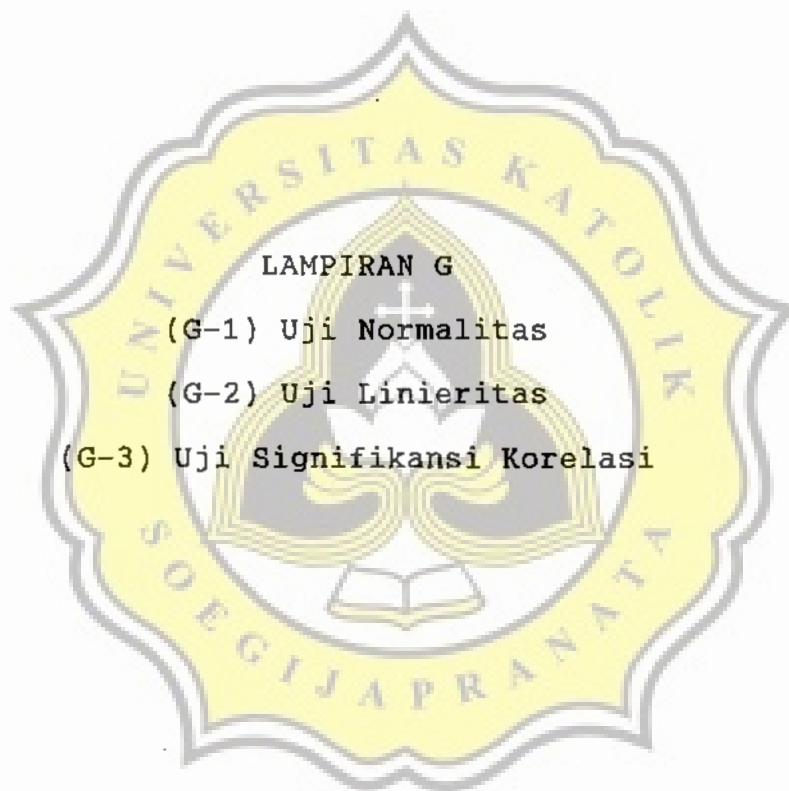 UNIVERSITAS KATOLIK
LAMPIRAN G
(G-1) Uji Normalitas
(G-2) Uji Linieritas
(G-3) Uji Signifikansi Korelasi
SOEGIJAPRANATA